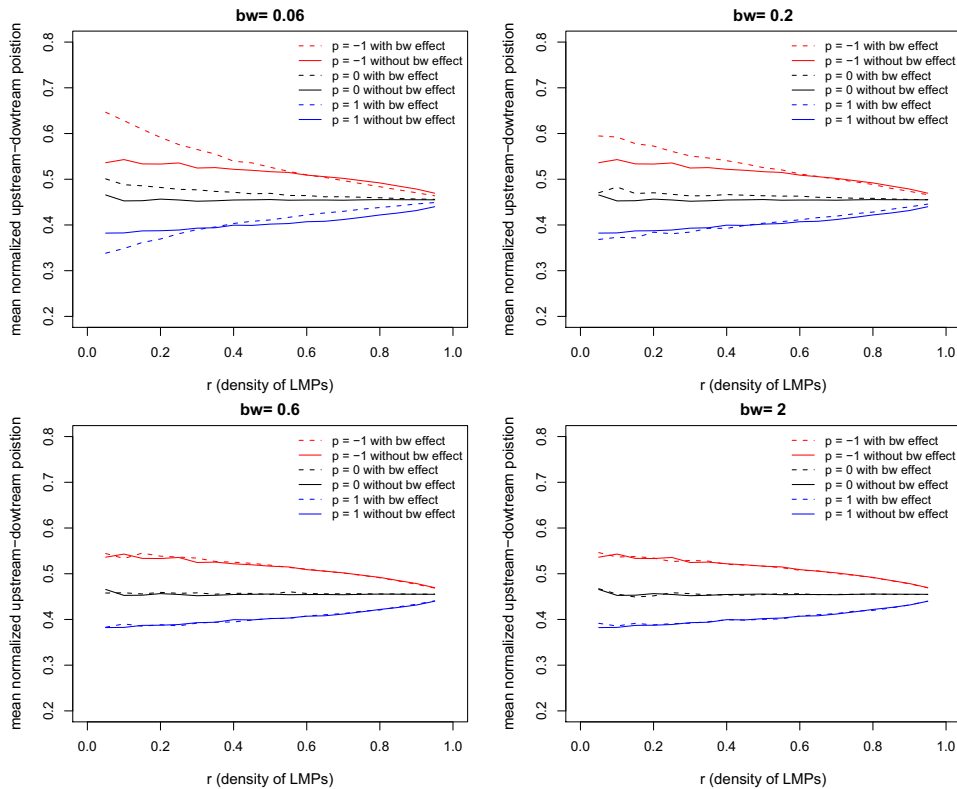 bw= 0.06
mean normalized upstream−dowtream poistion
0.8
0.7
0.6
0.5
0.4
0.3
0.2
p = −1 with bw effect
p = −1 without bw effect
p = 0 with bw effect
p = 0 without bw effect
p = 1 with bw effect
p = 1 without bw effect
0.0 0.2 0.4 0.6 0.8 1.0
r (density of LMPs)
bw= 0.2
mean normalized upstream−dowtream poistion
0.8
0.7
0.6
0.5
0.4
0.3
0.2
p = −1 with bw effect
p = −1 without bw effect
p = 0 with bw effect
p = 0 without bw effect
p = 1 with bw effect
p = 1 without bw effect
0.0 0.2 0.4 0.6 0.8 1.0
r (density of LMPs)
bw= 0.6
mean normalized upstream−dowtream poistion
0.8
0.7
0.6
0.5
0.4
0.3
0.2
p = −1 with bw effect
p = −1 without bw effect
p = 0 with bw effect
p = 0 without bw effect
p = 1 with bw effect
p = 1 without bw effect
0.0 0.2 0.4 0.6 0.8 1.0
r (density of LMPs)
bw= 2
mean normalized upstream−dowtream poistion
0.8
0.7
0.6
0.5
0.4
0.3
0.2
p = −1 with bw effect
p = −1 without bw effect
p = 0 with bw effect
p = 0 without bw effect
p = 1 with bw effect
p = 1 without bw effect
0.0 0.2 0.4 0.6 0.8 1.0
r (density of LMPs)